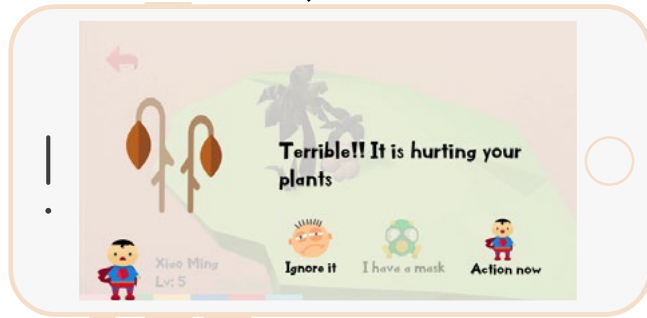 Terrible!! It is hurting your
plants
Ignore it
I have a mask
Action now
Xiao Ming
Lv: 5